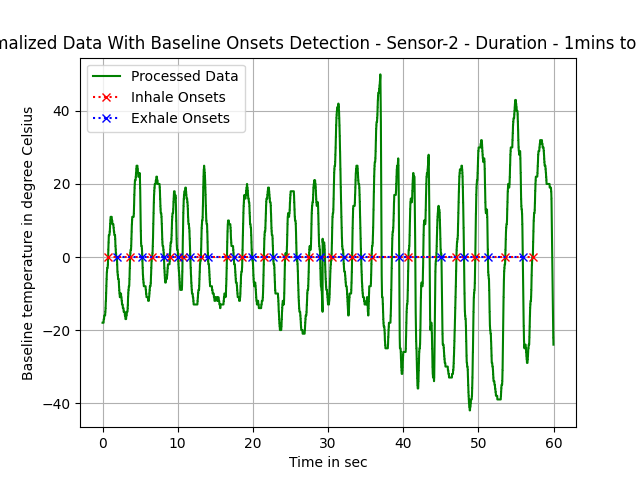 malized Data With Baseline Onsets Detection - Sensor-2 - Duration - 1mins to
Processed Data
Inhale Onsets
Exhale Onsets
Baseline temperature in degree Celsius
40
20
0
−20
−40
0 10 20 30 40 50 60
Time in sec